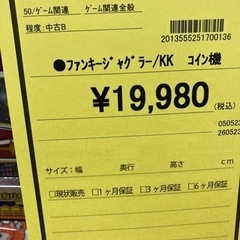 50/ゲーム関連 ゲーム関連全般
程度:中古B
2013555251700136
●ファンキージャグラー/KK コイン機
¥19,980(税込)
050523
260523
サイズ:幅 奥行 高さ cm
□現状販売 □1ヶ月保証 □3ヶ月保証 □6ヶ月保証